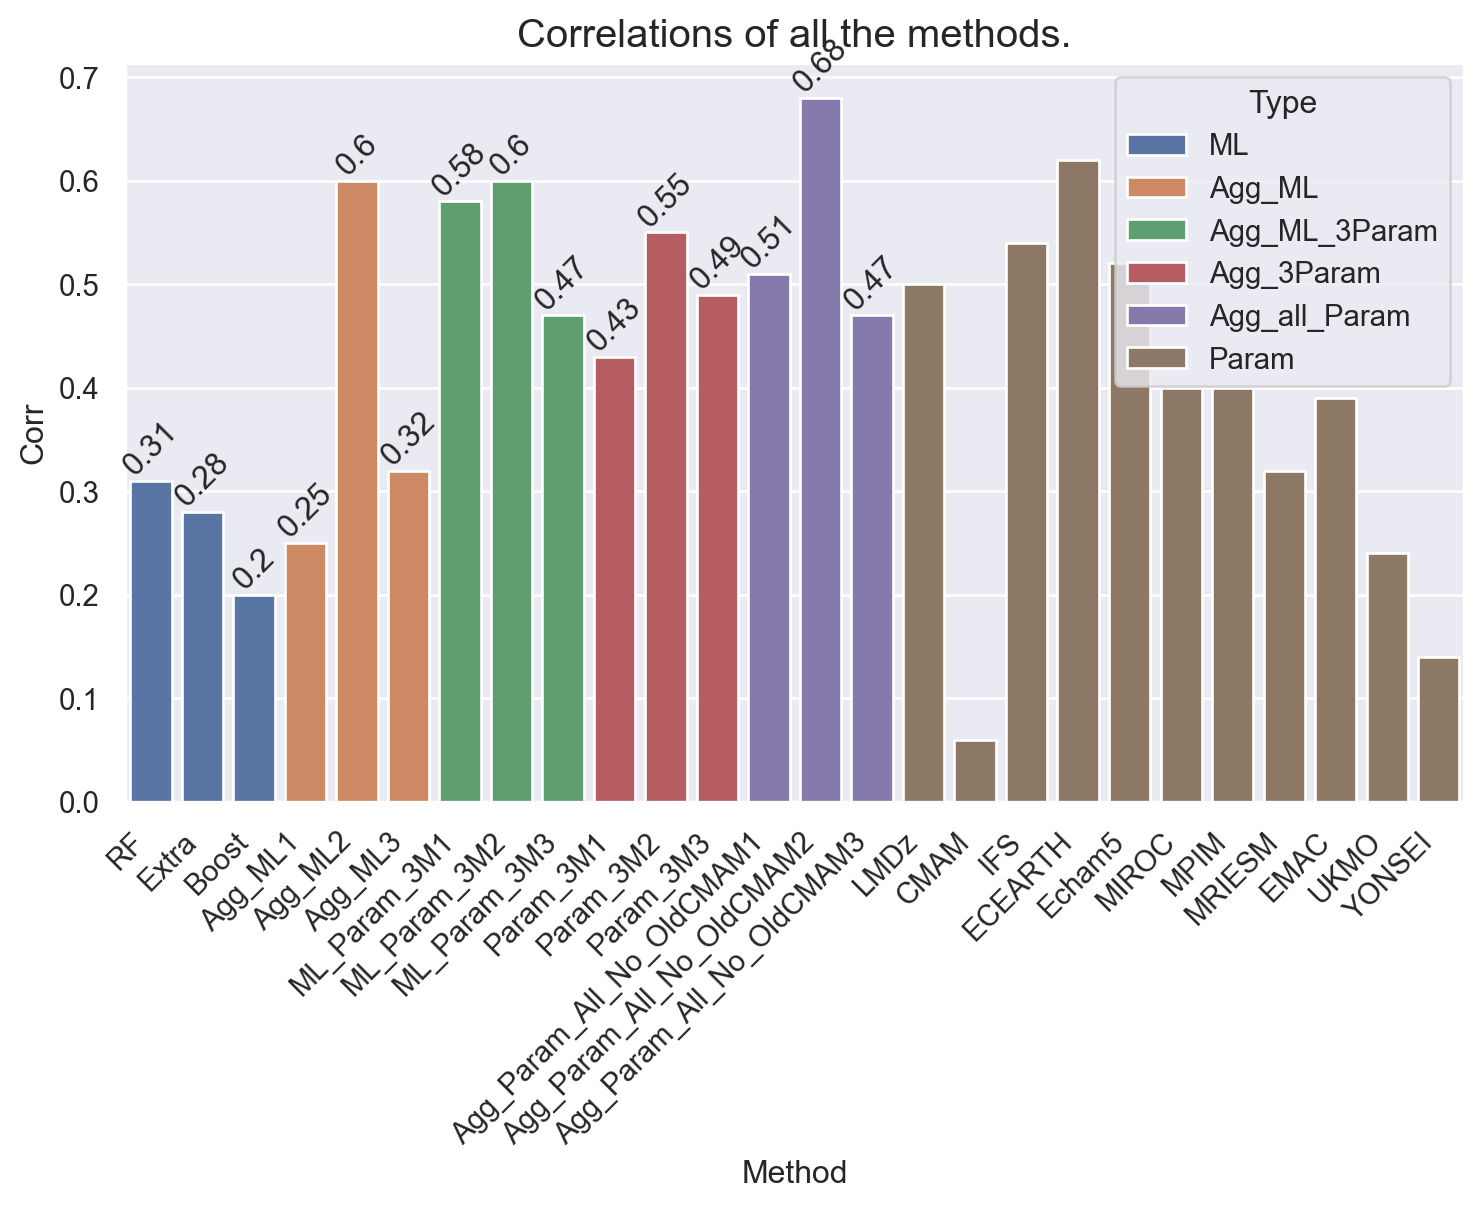 Correlations of all the methods.
Corr
0.7
0.6
0.5
0.4
0.3
0.2
0.1
0.0
0.31
0.28
0.2
0.25
0.6
0.32
0.58
0.6
0.47
0.43
0.55
0.49
0.51
0.68
0.47
Type
ML
Agg_ML
Agg_ML_3Param
Agg_3Param
Agg_all_Param
Param
RF
Extra
Boost
Agg_ML1
Agg_ML2
Agg_ML3
ML_Param_3M1
ML_Param_3M2
ML_Param_3M3
Param_3M1
Param_3M2
Param_3M3
Agg_Param_All_No_OldCMAM1
Agg_Param_All_No_OldCMAM2
Agg_Param_All_No_OldCMAM3
LMDz
CMAM
IFS
ECEARTH
Echam5
MIROC
MPIM
MRIESM
EMAC
UKMO
YONSEI
Method